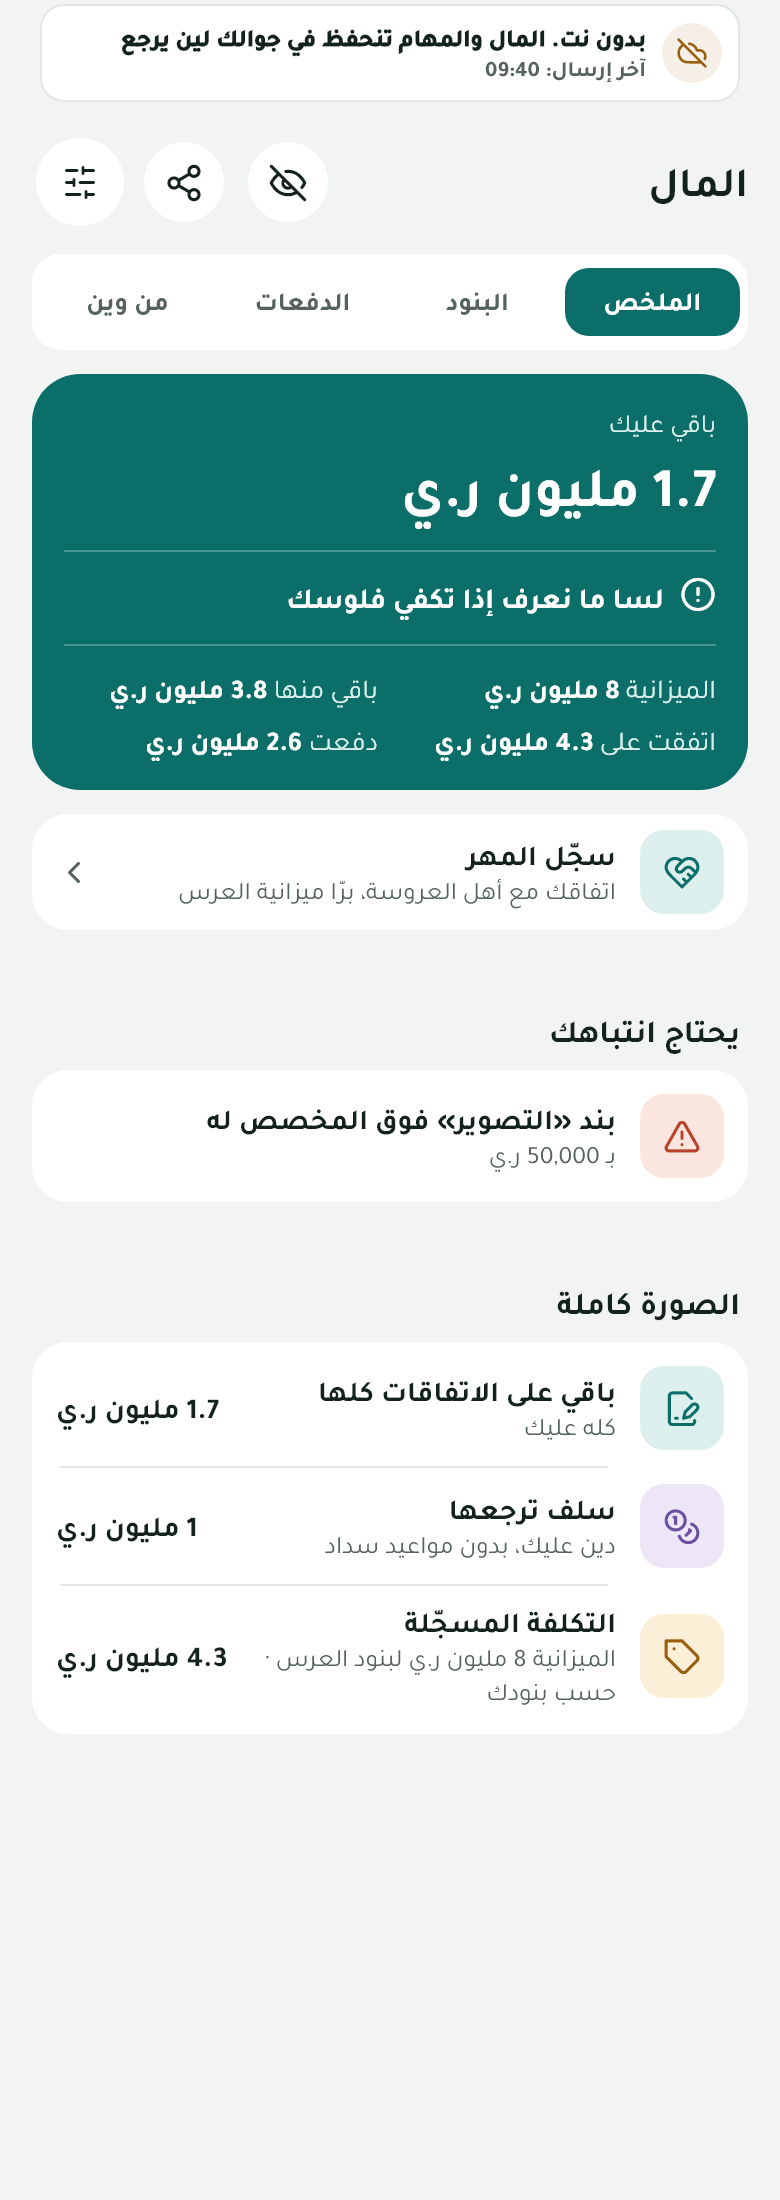 بدون نت. المال والمهام تنحفظ في جوالك لين يرجع
آخر إرسال: 09:40
المال
الملخص
البنود
الدفعات
من وين
باقي عليك
1.7 مليون ر.ي
لسا ما نعرف إذا تكفي فلوسك
الميزانية 8 مليون ر.ي
باقي منها 3.8 مليون ر.ي
اتفقت على 4.3 مليون ر.ي
دفعت 2.6 مليون ر.ي
سجّل المهر
اتفاقك مع أهل العروسة، برّا ميزانية العرس
يحتاج انتباهك
بند «التصوير» فوق المخصص له
بـ 50,000 ر.ي
الصورة كاملة
باقي على الاتفاقات كلها
كله عليك
1.7 مليون ر.ي
سلف ترجعها
دين عليك، بدون مواعيد سداد
1 مليون ر.ي
التكلفة المسجّلة
الميزانية 8 مليون ر.ي لبنود العرس ·
حسب بنودك
4.3 مليون ر.ي